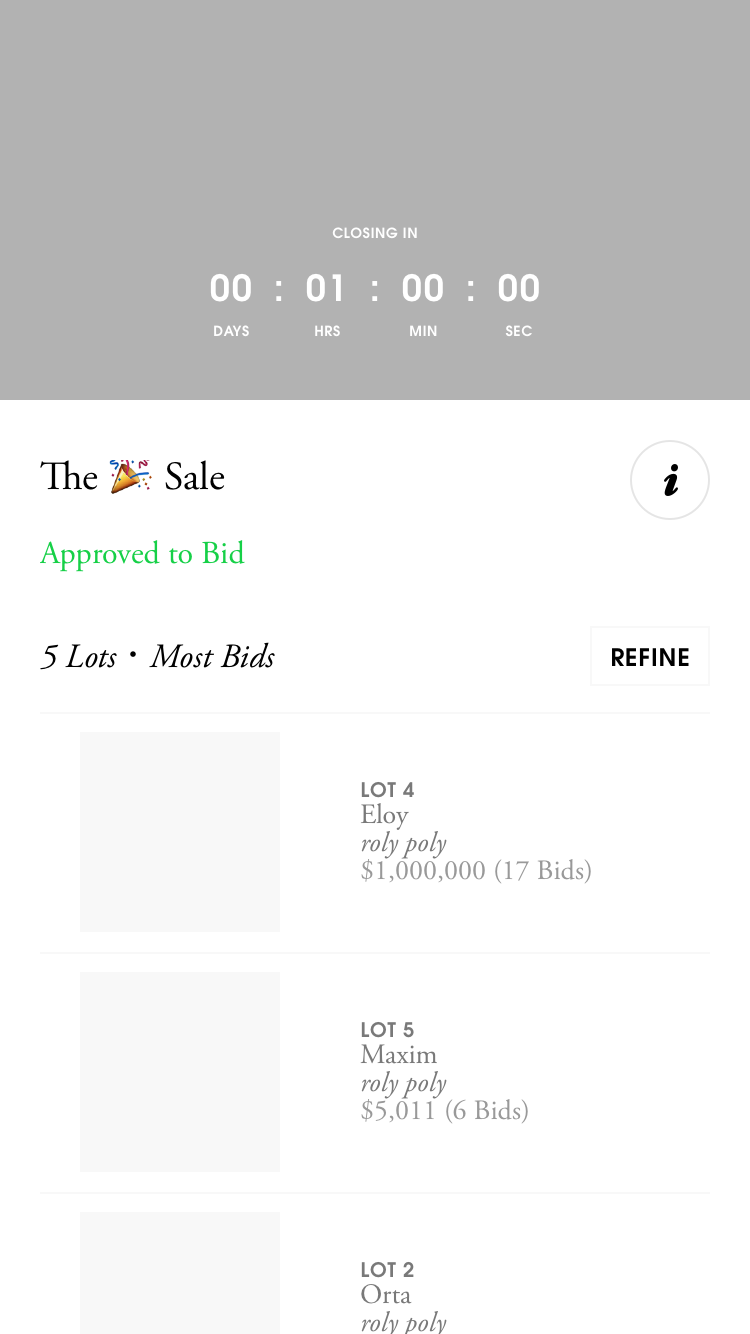 CLOSING IN
00 : 01 : 00 : 00
DAYS HRS MIN SEC
The 🎉 Sale
i
Approved to Bid
5 Lots • Most Bids
REFINE
LOT 4
Eloy
roly poly
$1,000,000 (17 Bids)
LOT 5
Maxim
roly poly
$5,011 (6 Bids)
LOT 2
Orta
roly poly